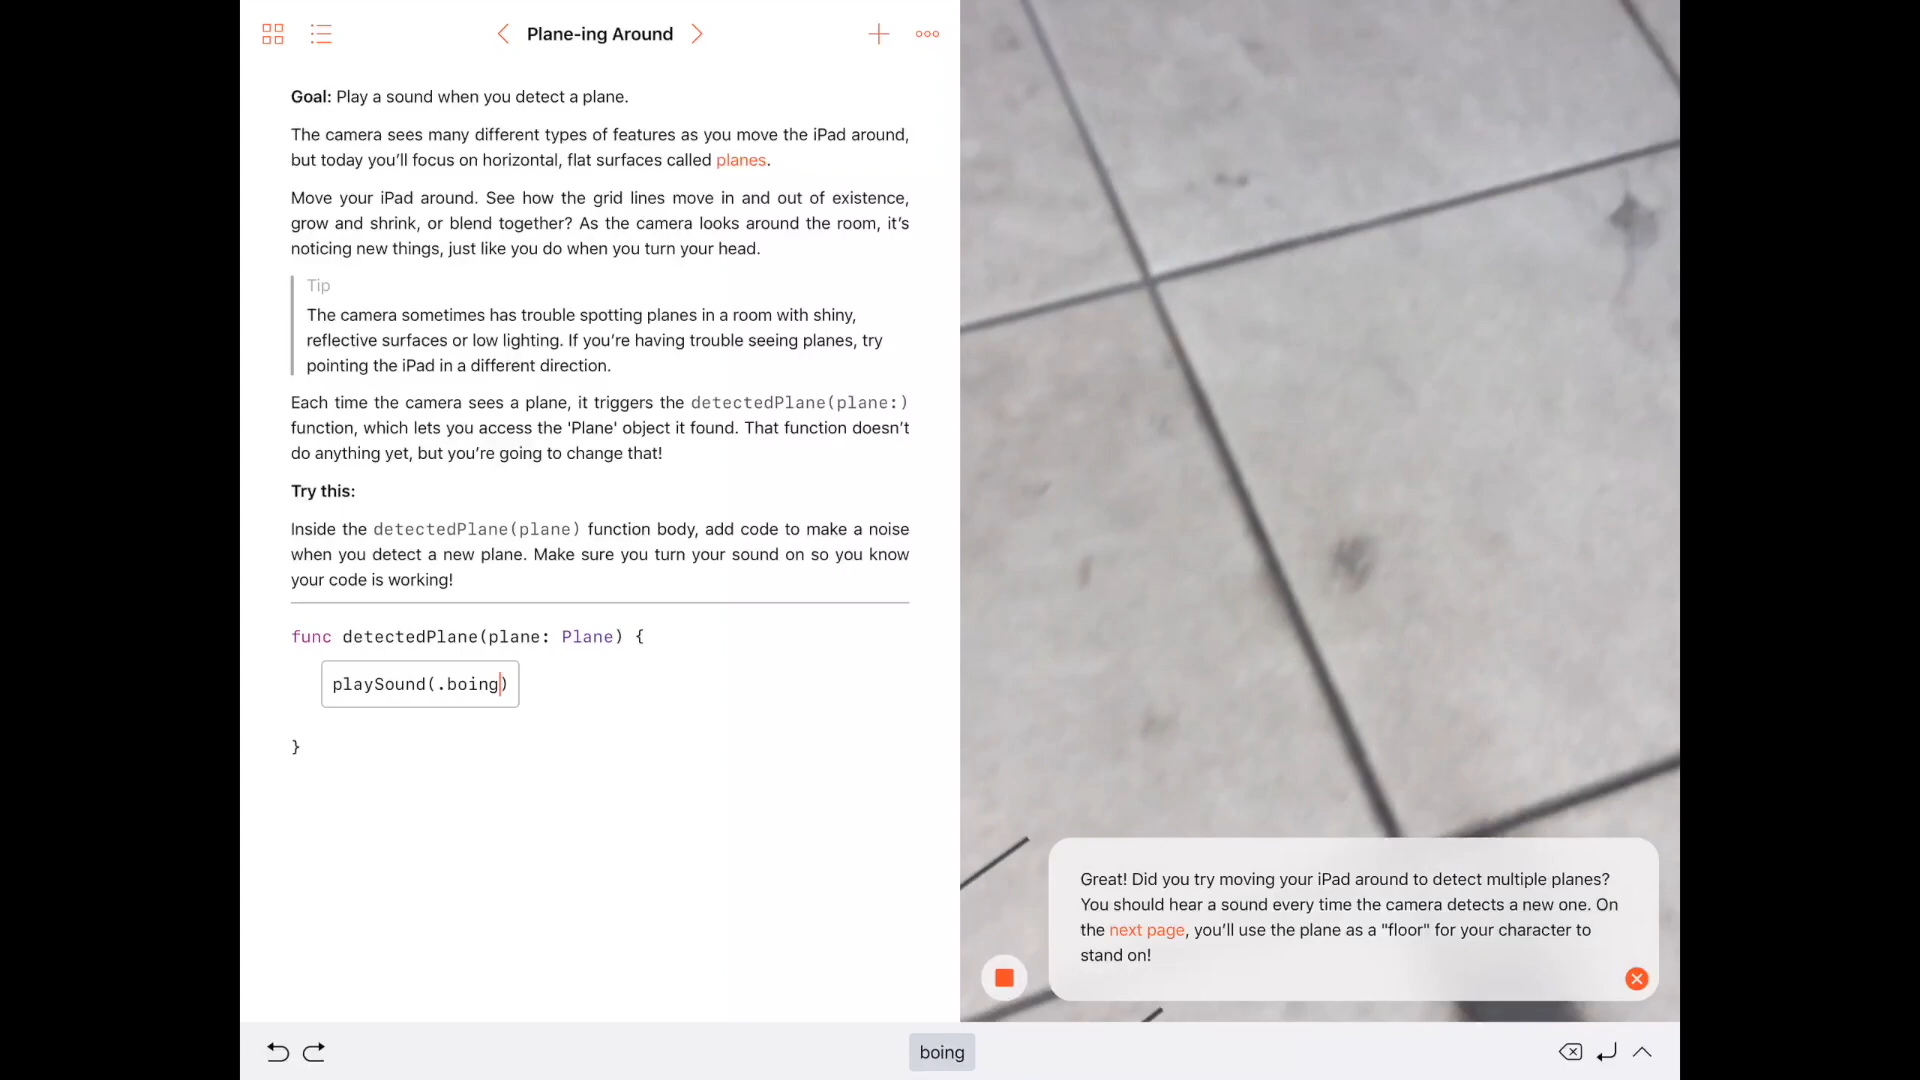 Plane-ing Around
Goal: Play a sound when you detect a plane.
The camera sees many different types of features as you move the iPad around,
but today you’ll focus on horizontal, flat surfaces called planes.
Move your iPad around. See how the grid lines move in and out of existence,
grow and shrink, or blend together? As the camera looks around the room, it’s
noticing new things, just like you do when you turn your head.
Tip
The camera sometimes has trouble spotting planes in a room with shiny,
reflective surfaces or low lighting. If you’re having trouble seeing planes, try
pointing the iPad in a different direction.
Each time the camera sees a plane, it triggers the detectedPlane(plane:)
function, which lets you access the 'Plane' object it found. That function doesn’t
do anything yet, but you’re going to change that!
Try this:
Inside the detectedPlane(plane) function body, add code to make a noise
when you detect a new plane. Make sure you turn your sound on so you know
your code is working!
func detectedPlane(plane: Plane) {
playSound(.boing)
}
Great! Did you try moving your iPad around to detect multiple planes?
You should hear a sound every time the camera detects a new one. On
the next page, you’ll use the plane as a "floor" for your character to
stand on!
boing